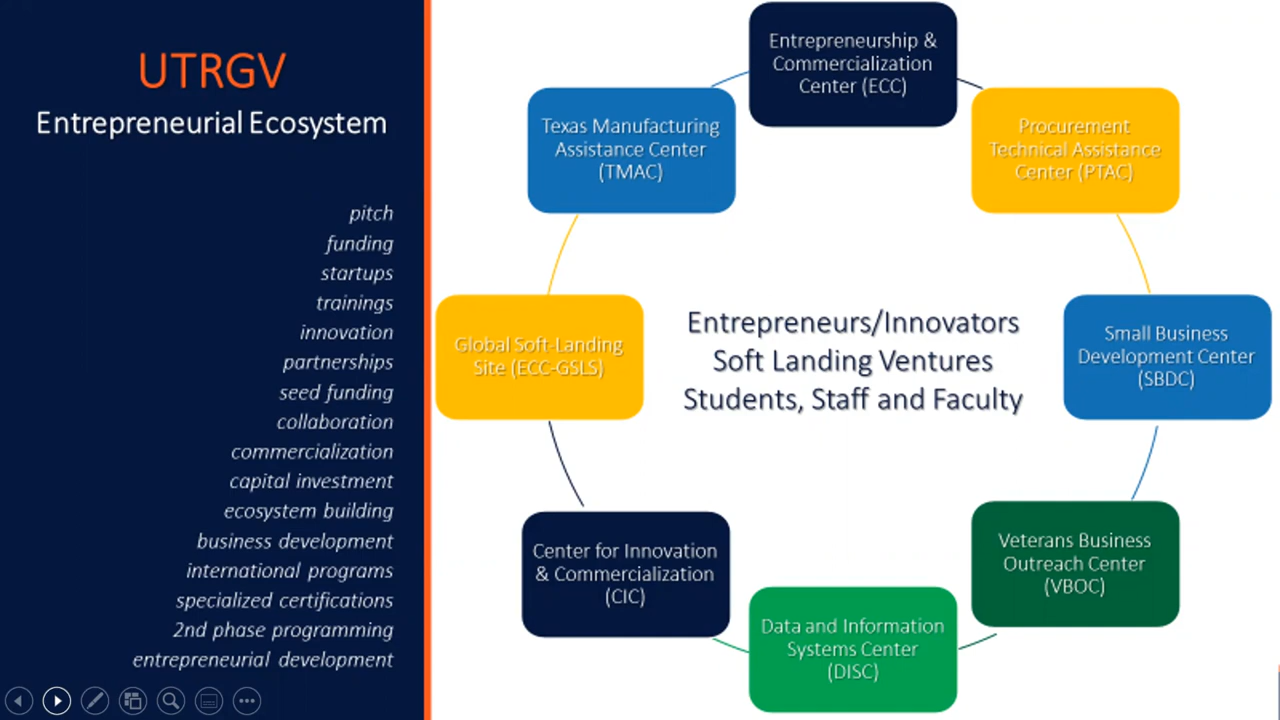 UTRGV
Entrepreneurial Ecosystem
pitch
funding
startups
trainings
innovation
partnerships
seed funding
collaboration
commercialization
capital investment
ecosystem building
business development
international programs
specialized certifications
2nd phase programming
entrepreneurial development
Entrepreneurship &
Commercialization
Center (ECC)
Procurement
Technical Assistance
Center (PTAC)
Small Business
Development Center
(SBDC)
Veterans Business
Outreach Center
(VBOC)
Data and Information
Systems Center
(DISC)
Center for Innovation
& Commercialization
(CIC)
Global Soft-Landing
Site (ECC-GSLS)
Texas Manufacturing
Assistance Center
(TMAC)
Entrepreneurs/Innovators
Soft Landing Ventures
Students, Staff and Faculty